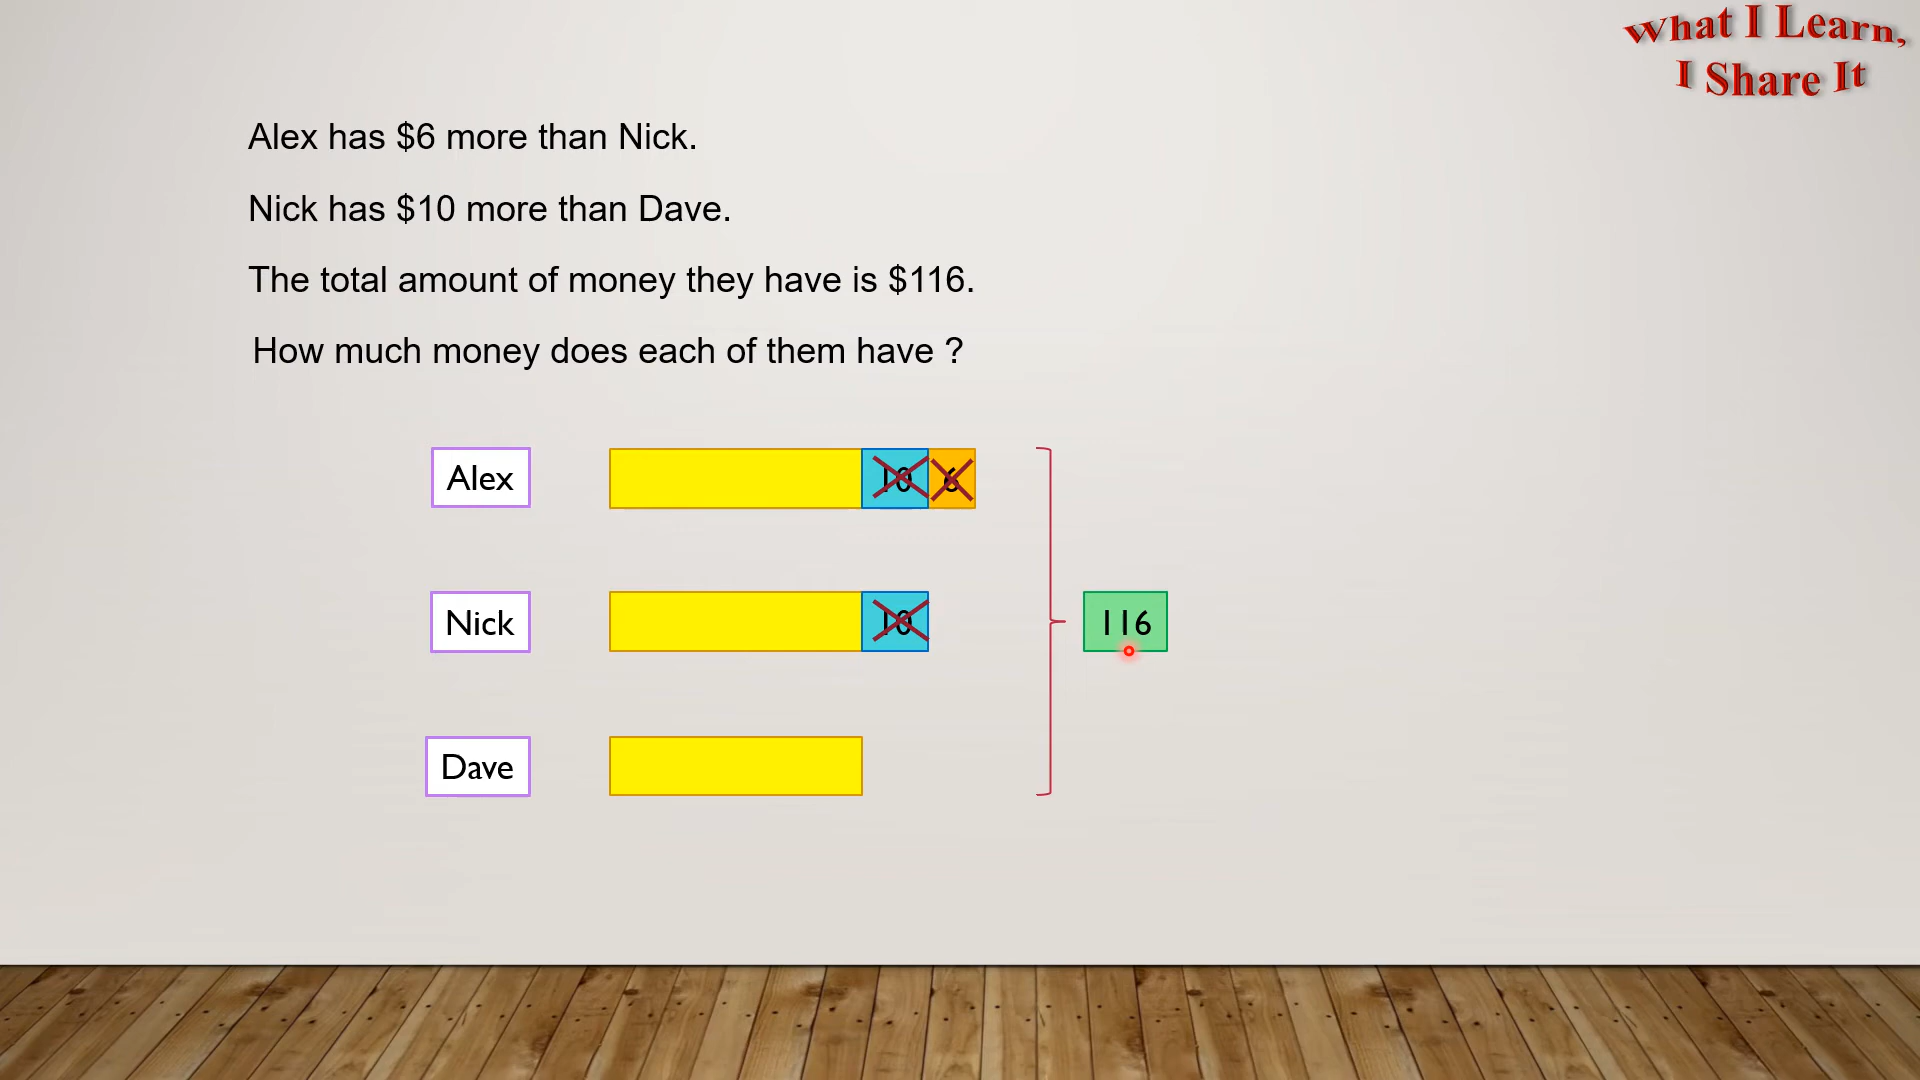 What I Learn,
I Share It
Alex has $6 more than Nick.
Nick has $10 more than Dave.
The total amount of money they have is $116.
How much money does each of them have ?
Alex 10 6
Nick 10 116
Dave